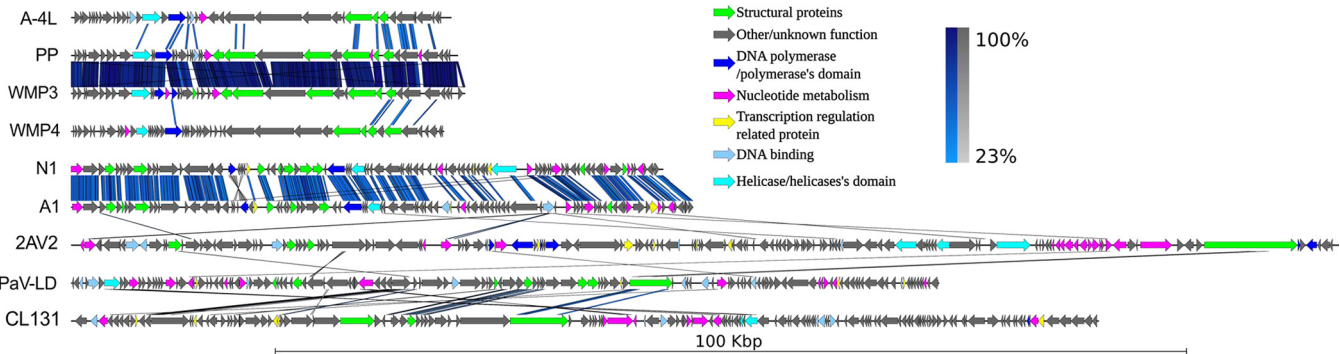 A-4L
PP
WMP3
WMP4
N1
A1
2AV2
PaV-LD
CL131
Structural proteins
Other/unknown function
DNA polymerase
/polymerase's domain
Nucleotide metabolism
Transcription regulation
related protein
DNA binding
Helicase/helicases's domain
100%
23%
100 Kbp